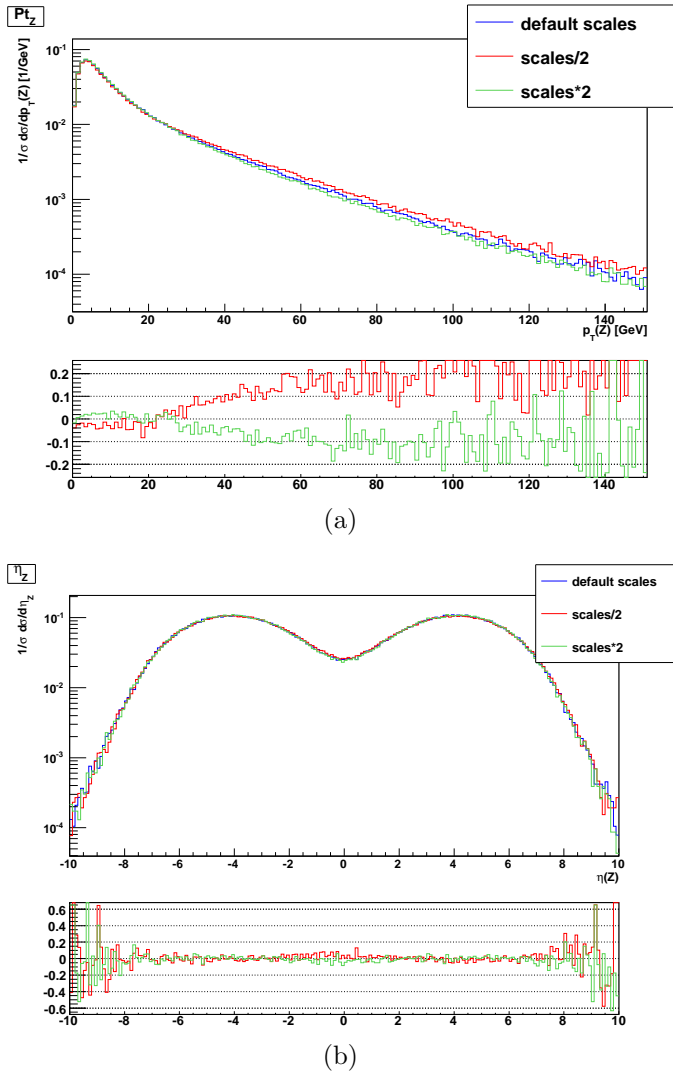 Pt_Z
default scales
scales/2
scales*2
1/σ dσ/dp_T(Z) [1/GeV]
10^-1
10^-2
10^-3
10^-4
0 20 40 60 80 100 120 140
p_T(Z) [GeV]
0.2
0.1
0
-0.1
-0.2
0 20 40 60 80 100 120 140
(a)
η_Z
default scales
scales/2
scales*2
1/σ dσ/dη_Z
10^-1
10^-2
10^-3
10^-4
-10 -8 -6 -4 -2 0 2 4 6 8 10
η(Z)
0.6
0.4
0.2
0
-0.2
-0.4
-0.6
-10 -8 -6 -4 -2 0 2 4 6 8 10
(b)